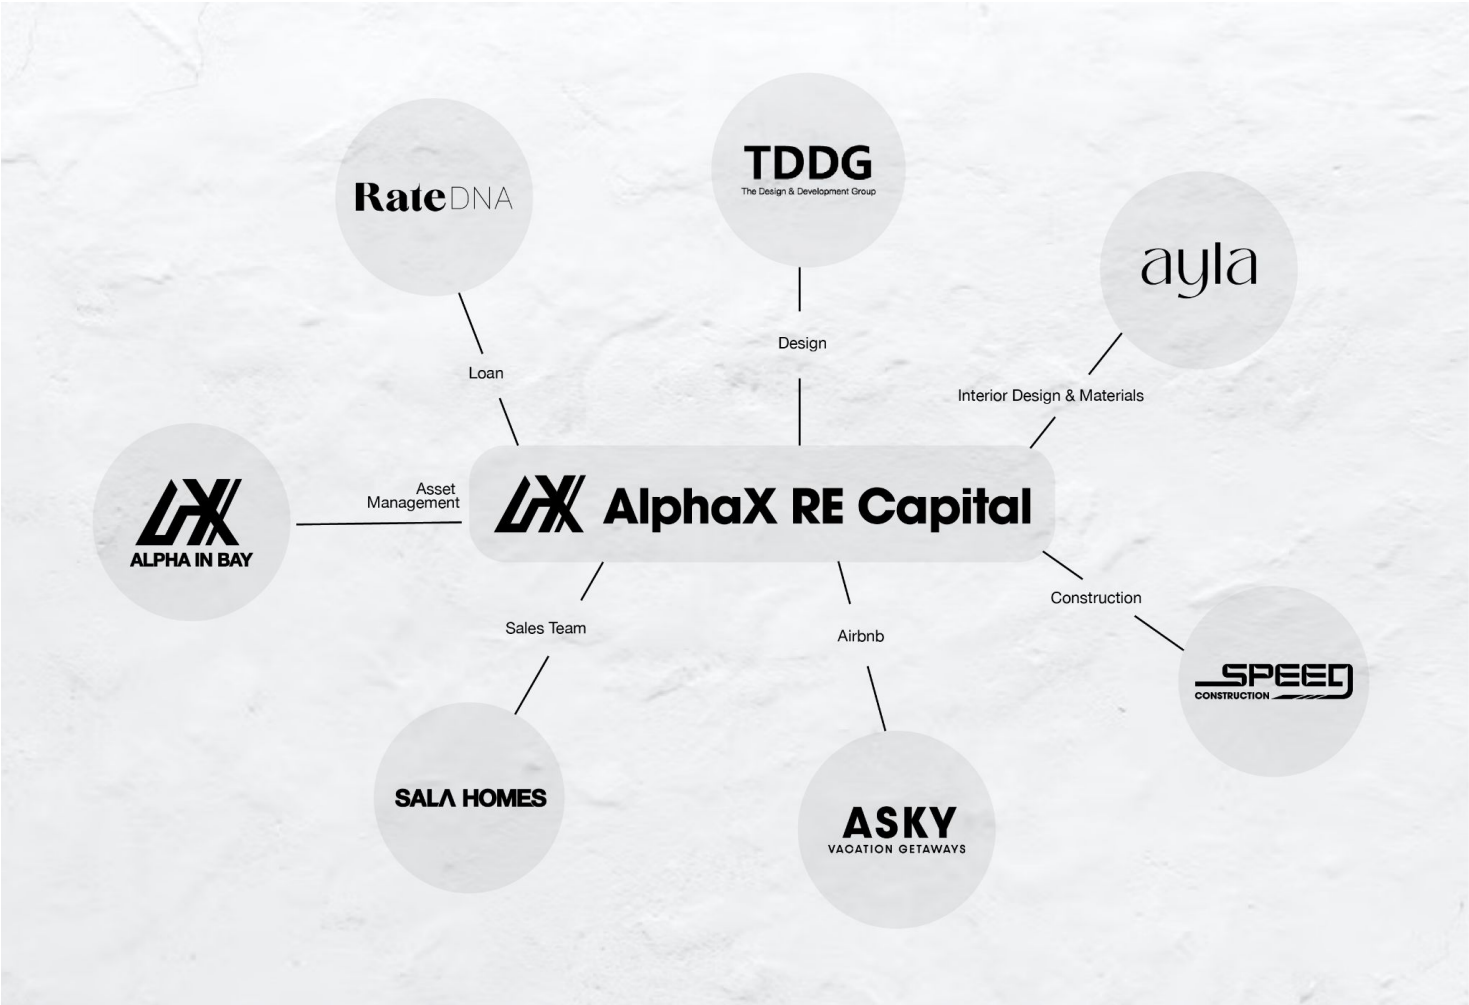 TDDG
The Design & Development Group
RateDNA
ayla
Design
Loan
Interior Design & Materials
Asset
Management
ALPHA IN BAY
AlphaX RE Capital
Construction
Sales Team
Airbnb
SPEED
CONSTRUCTION
SALA HOMES
ASKY
VACATION GETAWAYS